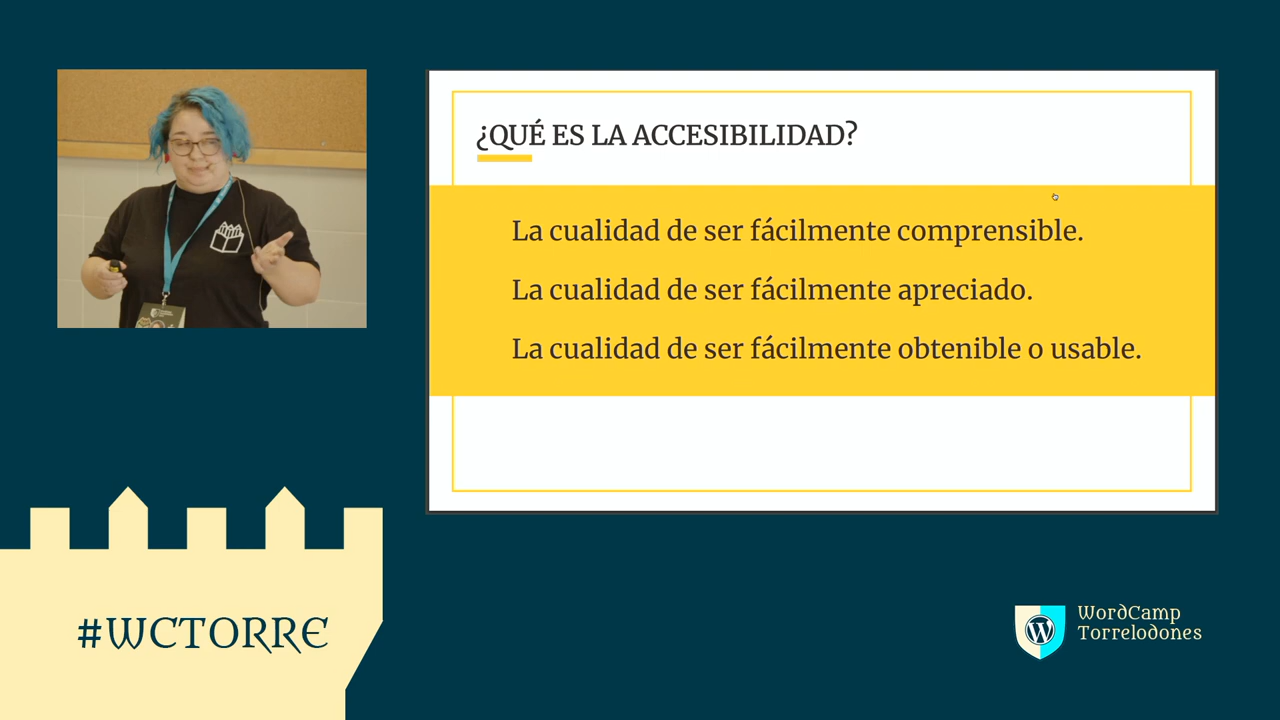 ¿QUÉ ES LA ACCESIBILIDAD?
La cualidad de ser fácilmente comprensible.
La cualidad de ser fácilmente apreciado.
La cualidad de ser fácilmente obtenible o usable.
#WCTORRE
WordCamp
Torrelodones